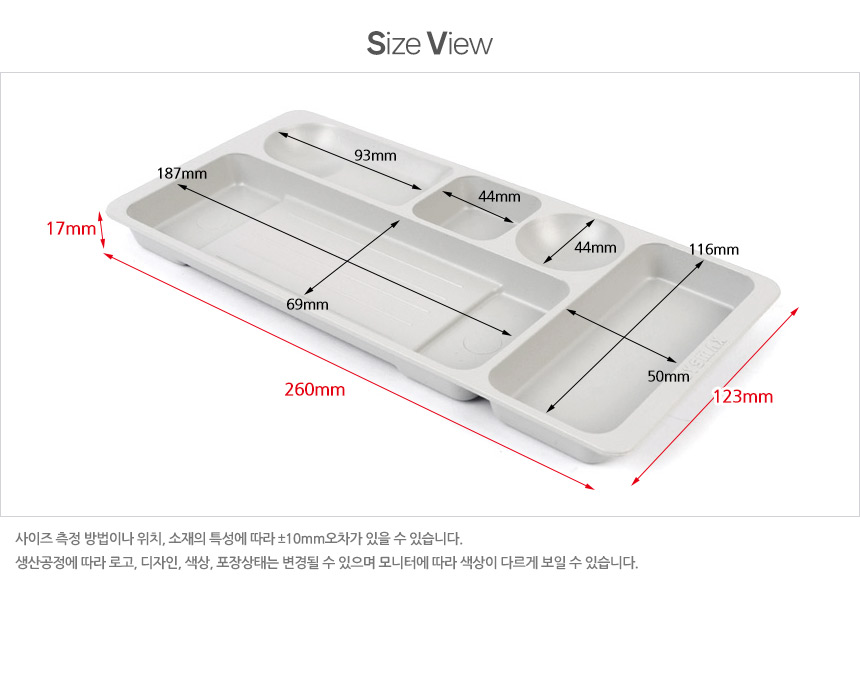 Size View
93mm
187mm
44mm
17mm
44mm
116mm
69mm
50mm
260mm
123mm
사이즈 측정 방법이나 위치, 소재의 특성에 따라 ±10mm오차가 있을 수 있습니다.
생산공정에 따라 로고, 디자인, 색상, 포장상태는 변경될 수 있으며 모니터에 따라 색상이 다르게 보일 수 있습니다.